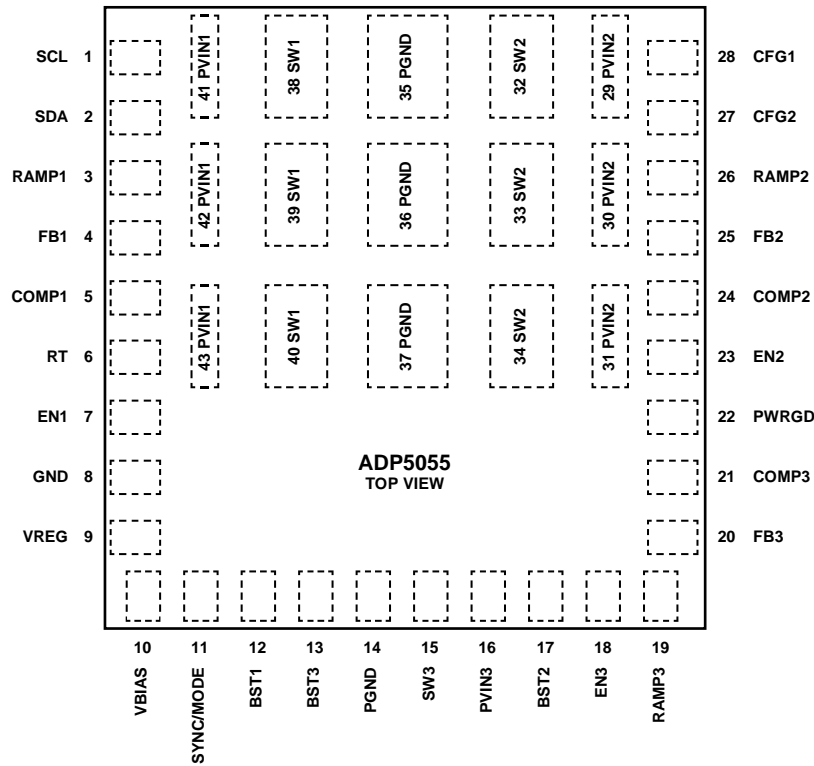 SCL 1
SDA 2
RAMP1 3
FB1 4
COMP1 5
RT 6
EN1 7
GND 8
VREG 9
41 PVIN1
38 SW1
35 PGND
32 SW2
29 PVIN2
42 PVIN1
39 SW1
36 PGND
33 SW2
30 PVIN2
43 PVIN1
40 SW1
37 PGND
34 SW2
31 PVIN2
ADP5055
TOP VIEW
28 CFG1
27 CFG2
26 RAMP2
25 FB2
24 COMP2
23 EN2
22 PWRGD
21 COMP3
20 FB3
10 VBIAS
11 SYNC/MODE
12 BST1
13 BST3
14 PGND
15 SW3
16 PVIN3
17 BST2
18 EN3
19 RAMP3